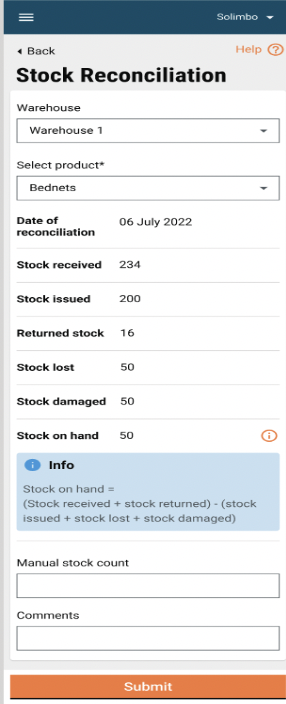 Solimbo
Back
Help
Stock Reconciliation
Warehouse
Warehouse 1
Select product*
Bednets
Date of
reconciliation
06 July 2022
Stock received 234
Stock issued 200
Returned stock 16
Stock lost 50
Stock damaged 50
Stock on hand 50
Info
Stock on hand =
(Stock received + stock returned) - (stock
issued + stock lost + stock damaged)
Manual stock count
Comments
Submit